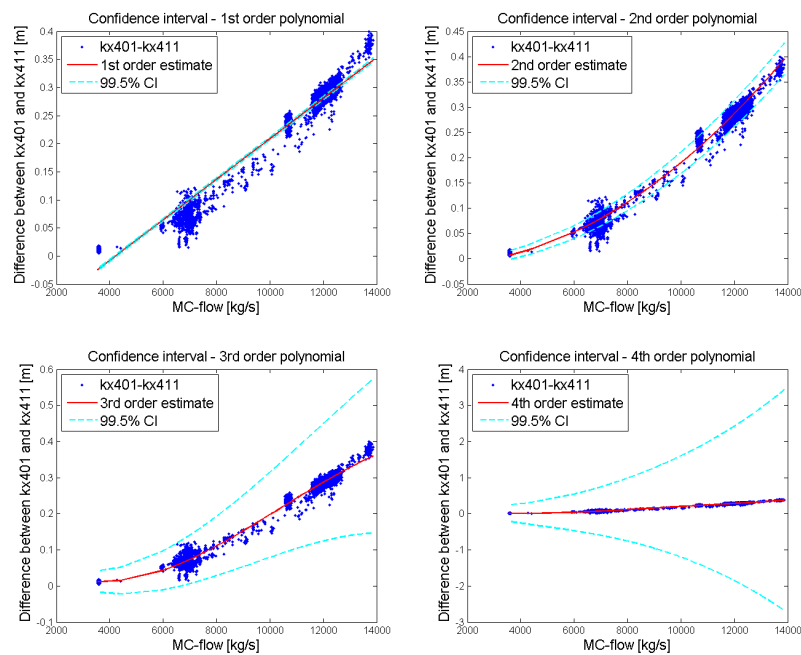 Confidence interval - 1st order polynomial
Difference between kx401 and kx411 [m]
0.4
0.35
0.3
0.25
0.2
0.15
0.1
0.05
0
-0.05
kx401-kx411
1st order estimate
99.5% CI
2000 4000 6000 8000 10000 12000 14000
MC-flow [kg/s]
Confidence interval - 2nd order polynomial
Difference between kx401 and kx411 [m]
0.45
0.4
0.35
0.3
0.25
0.2
0.15
0.1
0.05
0
-0.05
kx401-kx411
2nd order estimate
99.5% CI
2000 4000 6000 8000 10000 12000 14000
MC-flow [kg/s]
Confidence interval - 3rd order polynomial
Difference between kx401 and kx411 [m]
0.6
0.5
0.4
0.3
0.2
0.1
0
-0.1
kx401-kx411
3rd order estimate
99.5% CI
2000 4000 6000 8000 10000 12000 14000
MC-flow [kg/s]
Confidence interval - 4th order polynomial
Difference between kx401 and kx411 [m]
4
3
2
1
0
-1
-2
-3
kx401-kx411
4th order estimate
99.5% CI
2000 4000 6000 8000 10000 12000 14000
MC-flow [kg/s]